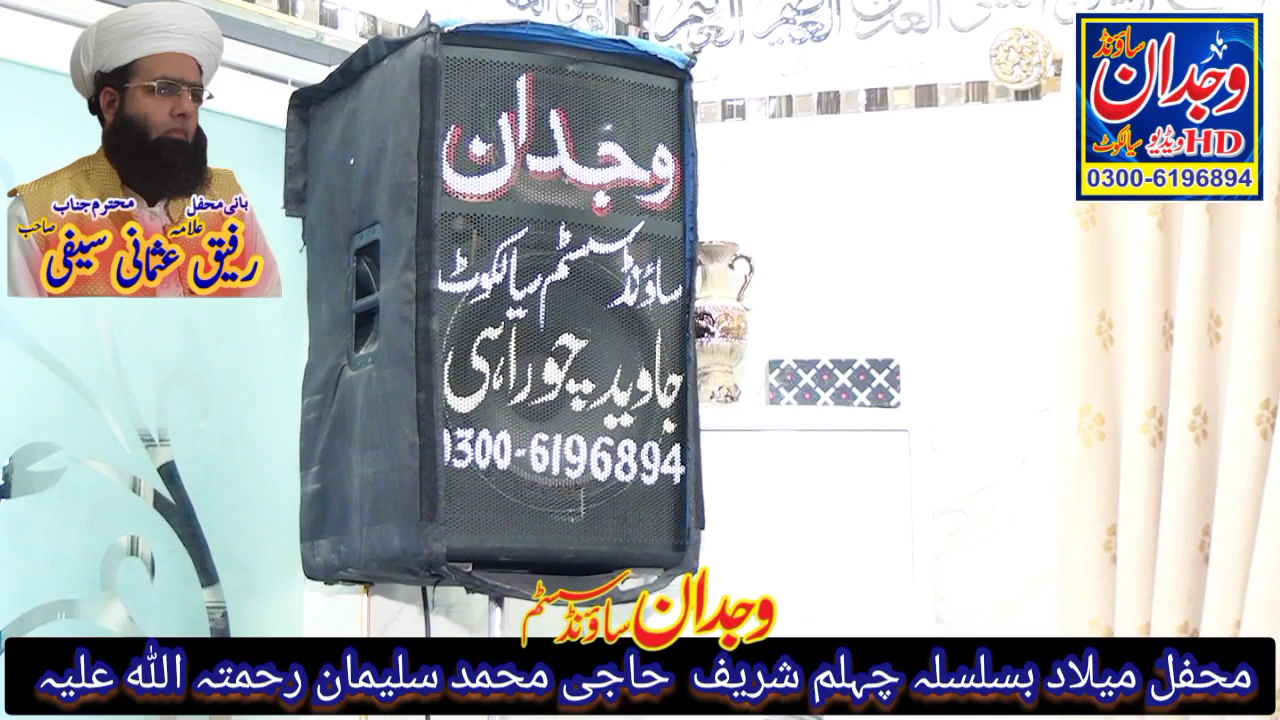 بانی محفل محترم جناب
علامہ رفیق عثمانی سیفی صاحب
وجدان ساؤنڈ
HD ویڈیو سیالکوٹ
0300-6196894
وجدان
ساؤنڈ سسٹم سیالکوٹ
جاوید چوراہی
0300-6196894
وجدان ساؤنڈ سسٹم
محفل میلاد بسلسلہ چہلم شریف حاجی محمد سلیمان رحمتہ اللہ علیہ